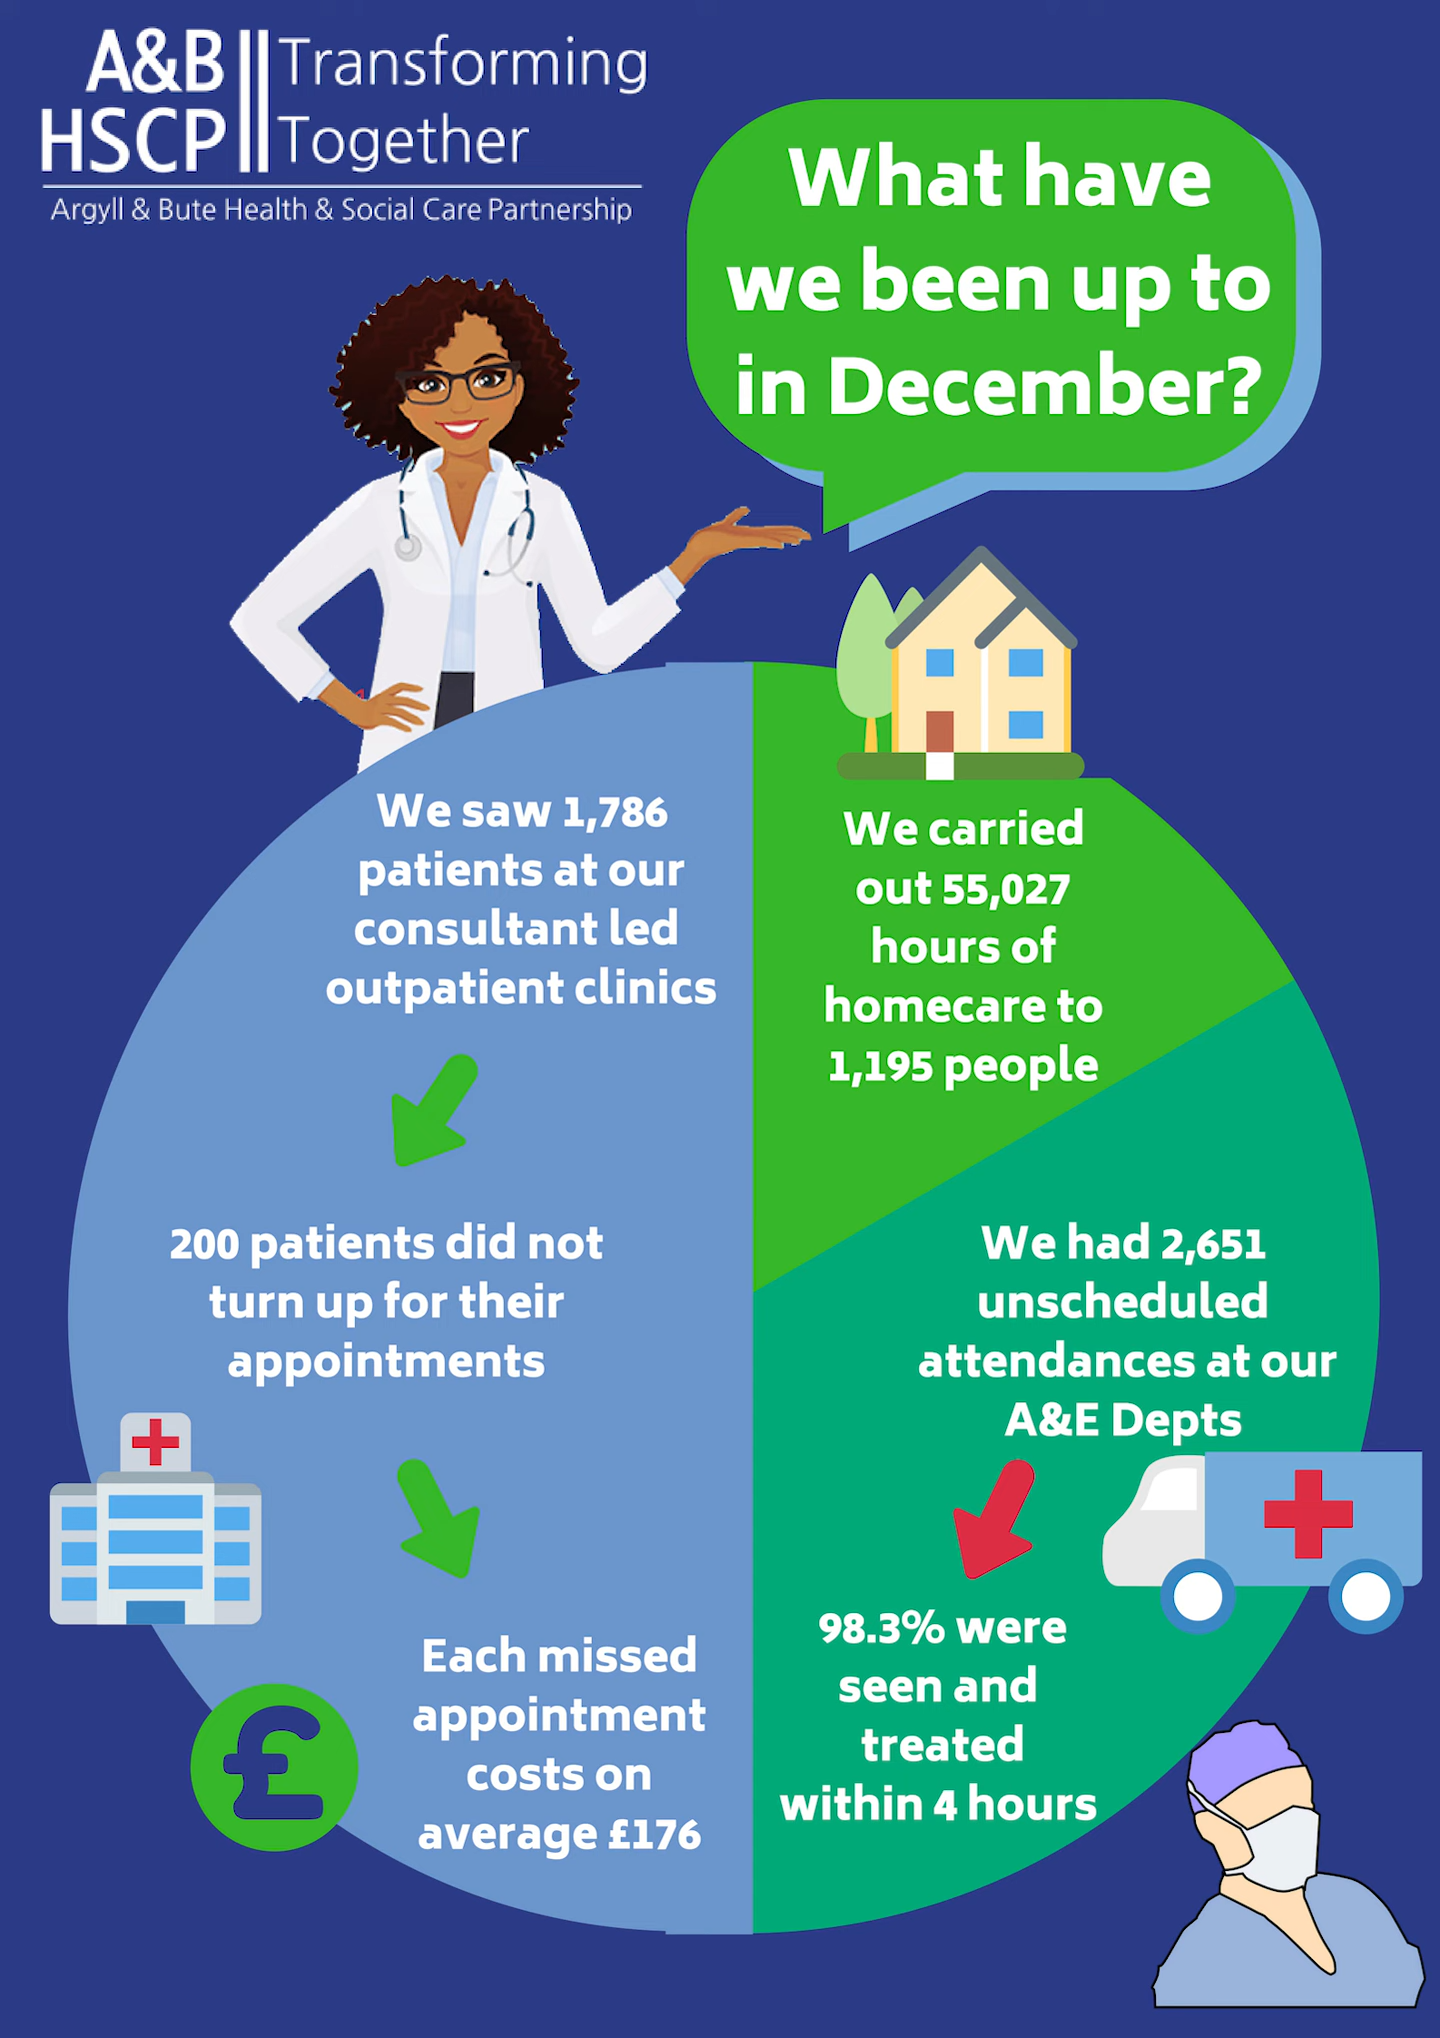 A&B
HSCP
Transforming
Together
Argyll & Bute Health & Social Care Partnership
What have
we been up to
in December?
We saw 1,786
patients at our
consultant led
outpatient clinics
200 patients did not
turn up for their
appointments
Each missed
appointment
costs on
average £176
£
We carried
out 55,027
hours of
homecare to
1,195 people
We had 2,651
unscheduled
attendances at our
A&E Depts
98.3% were
seen and
treated
within 4 hours